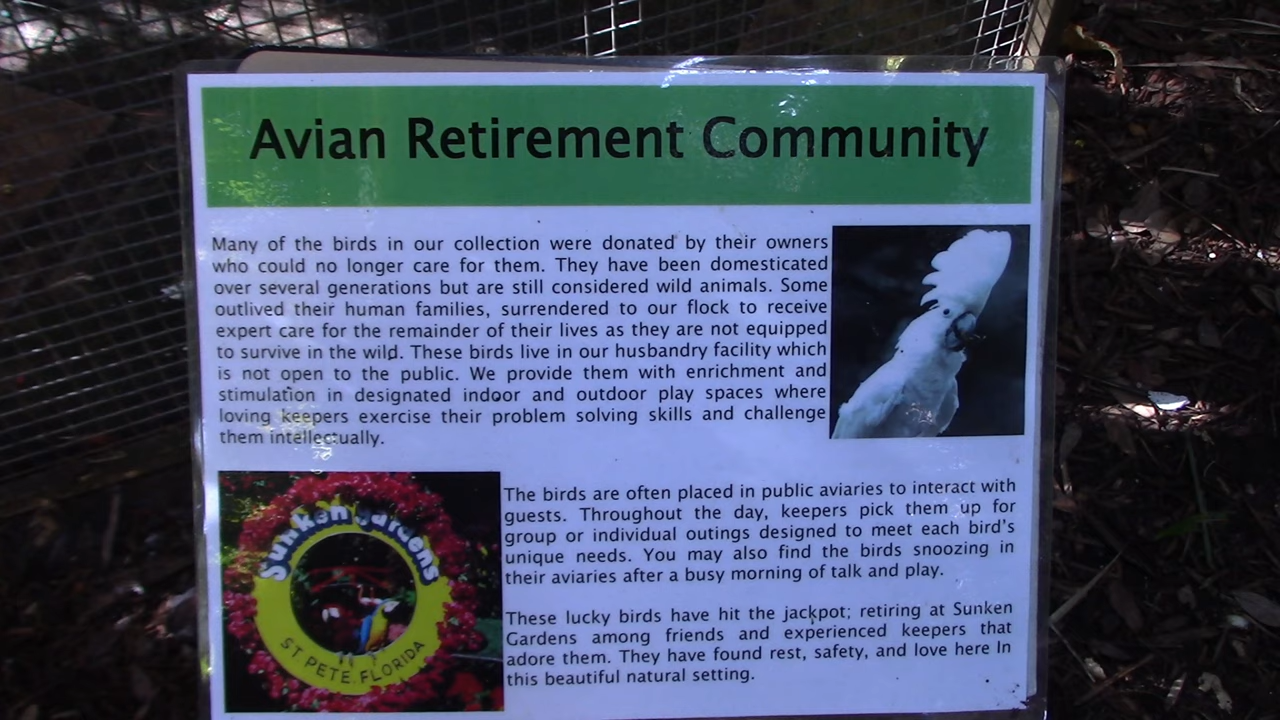 Avian Retirement Community
Many of the birds in our collection were donated by their owners
who could no longer care for them. They have been domesticated
over several generations but are still considered wild animals. Some
outlived their human families, surrendered to our flock to receive
expert care for the remainder of their lives as they are not equipped
to survive in the wild. These birds live in our husbandry facility which
is not open to the public. We provide them with enrichment and
stimulation in designated indoor and outdoor play spaces where
loving keepers exercise their problem solving skills and challenge
them intellectually.
Sunken gardens
ST. PETE. FLORIDA
The birds are often placed in public aviaries to interact with
guests. Throughout the day, keepers pick them up for
group or individual outings designed to meet each bird's
unique needs. You may also find the birds snoozing in
their aviaries after a busy morning of talk and play.
These lucky birds have hit the jackpot; retiring at Sunken
Gardens among friends and experienced keepers that
adore them. They have found rest, safety, and love here In
this beautiful natural setting.